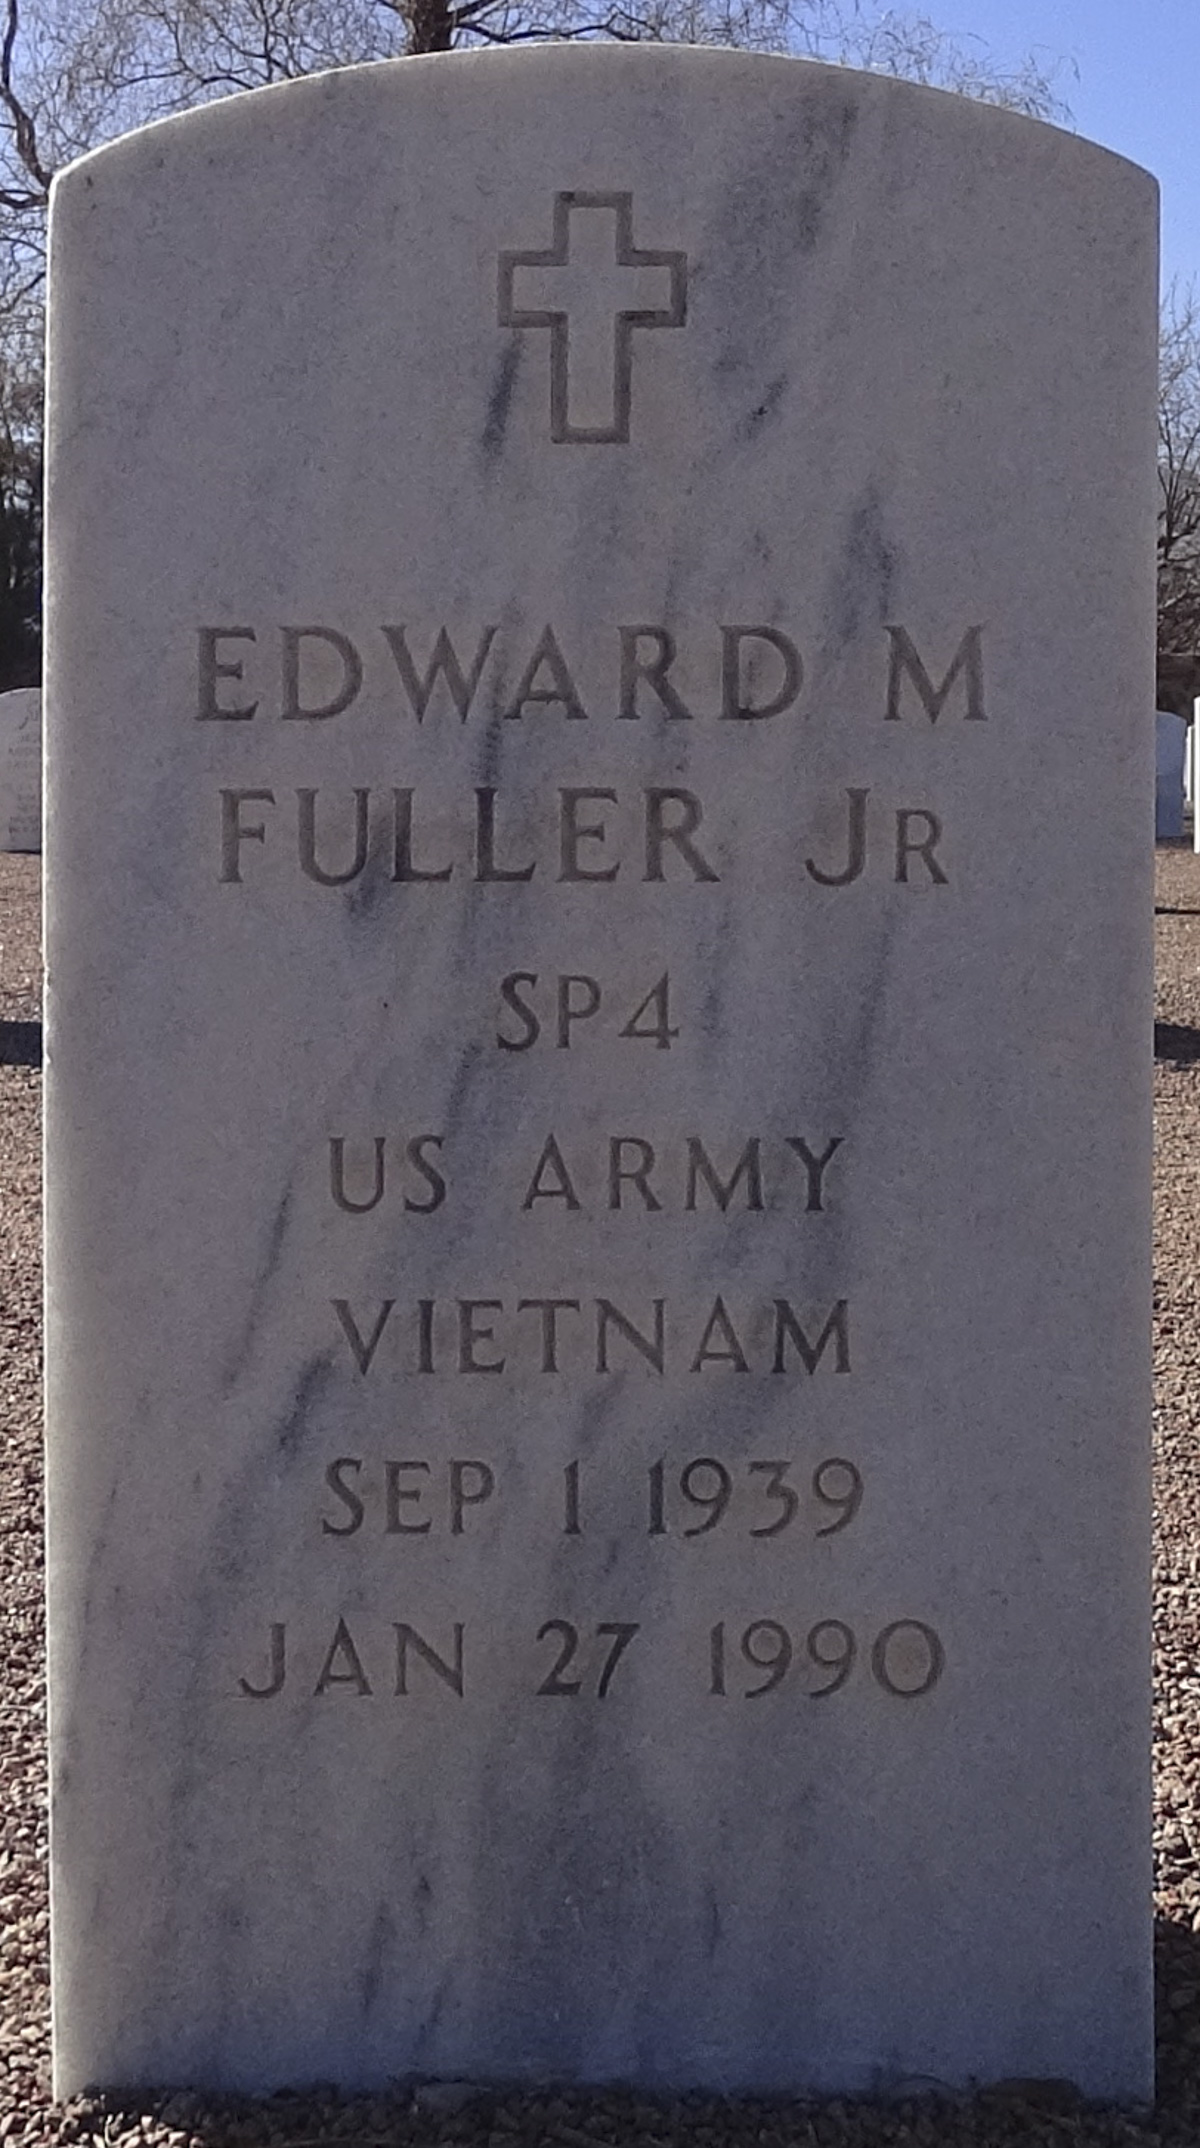 EDWARD M
FULLER JR
SP4
US ARMY
VIETNAM
SEP 1 1939
JAN 27 1990